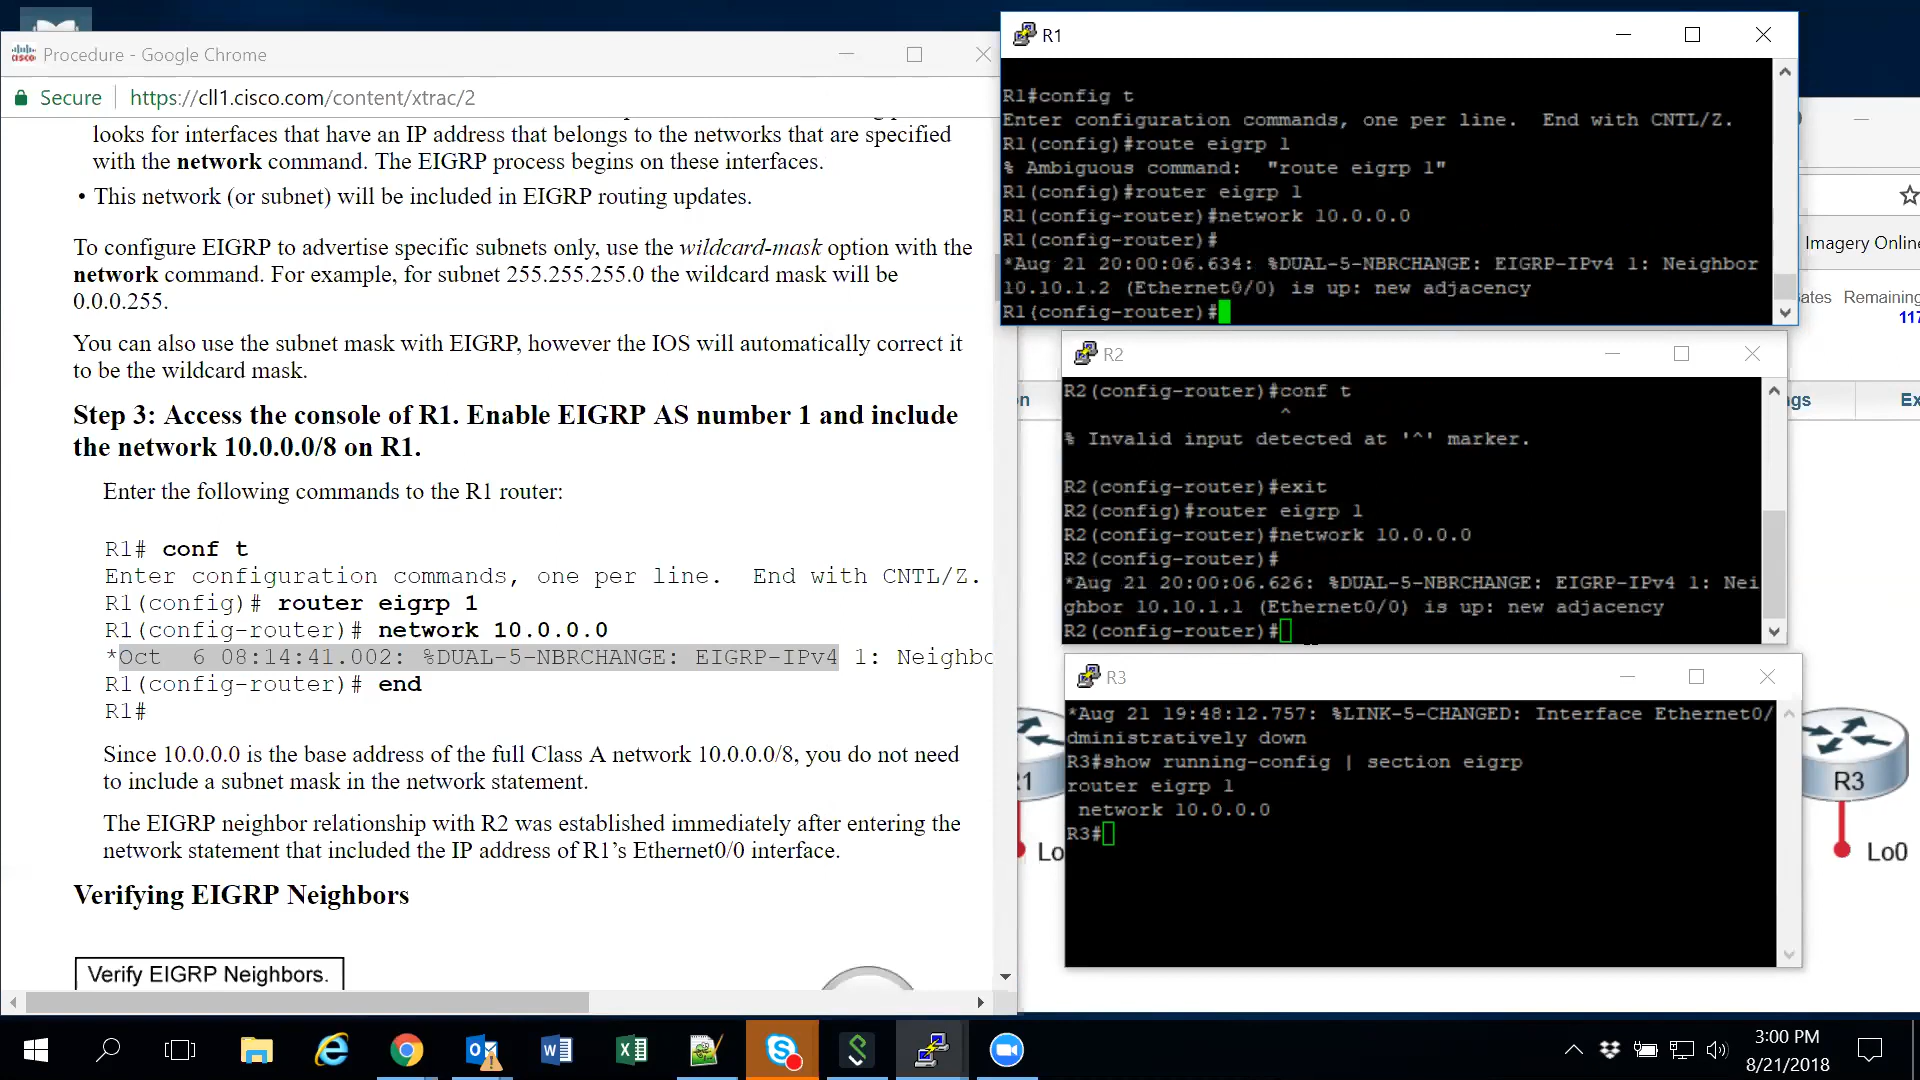 Procedure - Google Chrome
Secure
https://cll1.cisco.com/content/xtrac/2
looks for interfaces that have an IP address that belongs to the networks that are specified
with the network command. The EIGRP process begins on these interfaces.
• This network (or subnet) will be included in EIGRP routing updates.
To configure EIGRP to advertise specific subnets only, use the wildcard-mask option with the
network command. For example, for subnet 255.255.255.0 the wildcard mask will be
0.0.0.255.
You can also use the subnet mask with EIGRP, however the IOS will automatically correct it
to be the wildcard mask.
Step 3: Access the console of R1. Enable EIGRP AS number 1 and include
the network 10.0.0.0/8 on R1.
Enter the following commands to the R1 router:
R1# conf t
Enter configuration commands, one per line.  End with CNTL/Z.
R1(config)# router eigrp 1
R1(config-router)# network 10.0.0.0
*Oct  6 08:14:41.002: %DUAL-5-NBRCHANGE: EIGRP-IPv4 1: Neighbo
R1(config-router)# end
R1#
Since 10.0.0.0 is the base address of the full Class A network 10.0.0.0/8, you do not need
to include a subnet mask in the network statement.
The EIGRP neighbor relationship with R2 was established immediately after entering the
network statement that included the IP address of R1’s Ethernet0/0 interface.
Verifying EIGRP Neighbors
Verify EIGRP Neighbors.
R1
R1#config t
Enter configuration commands, one per line.  End with CNTL/Z.
R1(config)#route eigrp 1
% Ambiguous command:  "route eigrp 1"
R1(config)#router eigrp 1
R1(config-router)#network 10.0.0.0
R1(config-router)#
*Aug 21 20:00:06.634: %DUAL-5-NBRCHANGE: EIGRP-IPv4 1: Neighbor
10.10.1.2 (Ethernet0/0) is up: new adjacency
R1(config-router)#
R2
R2(config-router)#conf t
^
% Invalid input detected at '^' marker.
R2(config-router)#exit
R2(config)#router eigrp 1
R2(config-router)#network 10.0.0.0
R2(config-router)#
*Aug 21 20:00:06.626: %DUAL-5-NBRCHANGE: EIGRP-IPv4 1: Nei
ghbor 10.10.1.1 (Ethernet0/0) is up: new adjacency
R2(config-router)#
R3
*Aug 21 19:48:12.757: %LINK-5-CHANGED: Interface Ethernet0/
dministratively down
R3#show running-config | section eigrp
router eigrp 1
network 10.0.0.0
R3#
Imagery Online
ates Remaining
117
on
ngs
Ex
R1
Lo
R3
Lo0
3:00 PM
8/21/2018